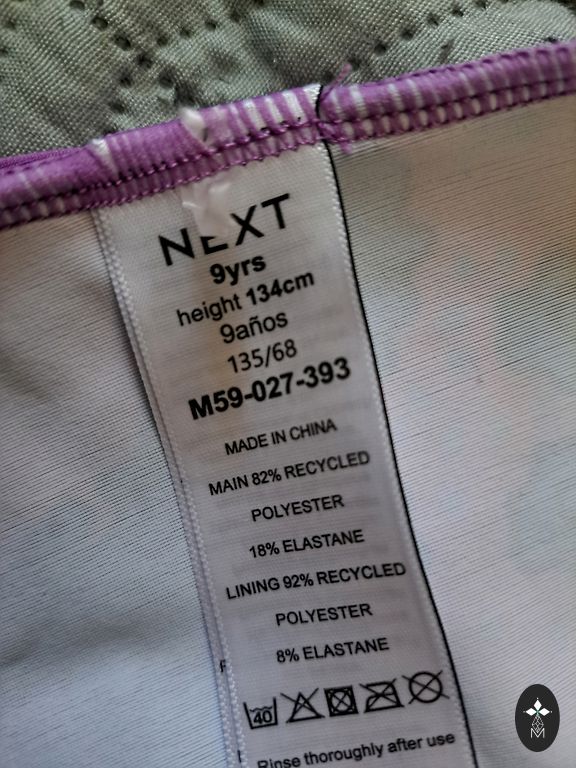 NEXT
9yrs
height 134cm
9años
135/68
M59-027-393
MADE IN CHINA
MAIN 82% RECYCLED
POLYESTER
18% ELASTANE
LINING 92% RECYCLED
POLYESTER
8% ELASTANE
40
Rinse thoroughly after use
M